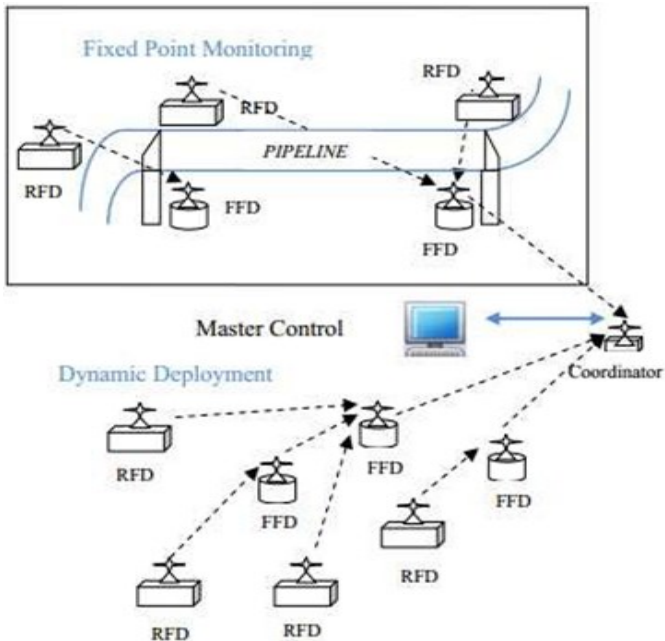 Fixed Point Monitoring
RFD
RFD
PIPELINE
RFD
FFD
FFD
Master Control
Dynamic Deployment
Coordinator
RFD
FFD
FFD
FFD
RFD
RFD
RFD